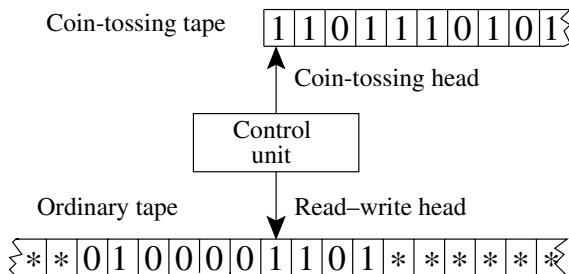 Coin-tossing tape 1 1 0 1 1 1 0 1 0 1
Coin-tossing head
Control
unit
Ordinary tape Read–write head
* * 0 1 0 0 0 0 1 1 0 1 * * * * * *